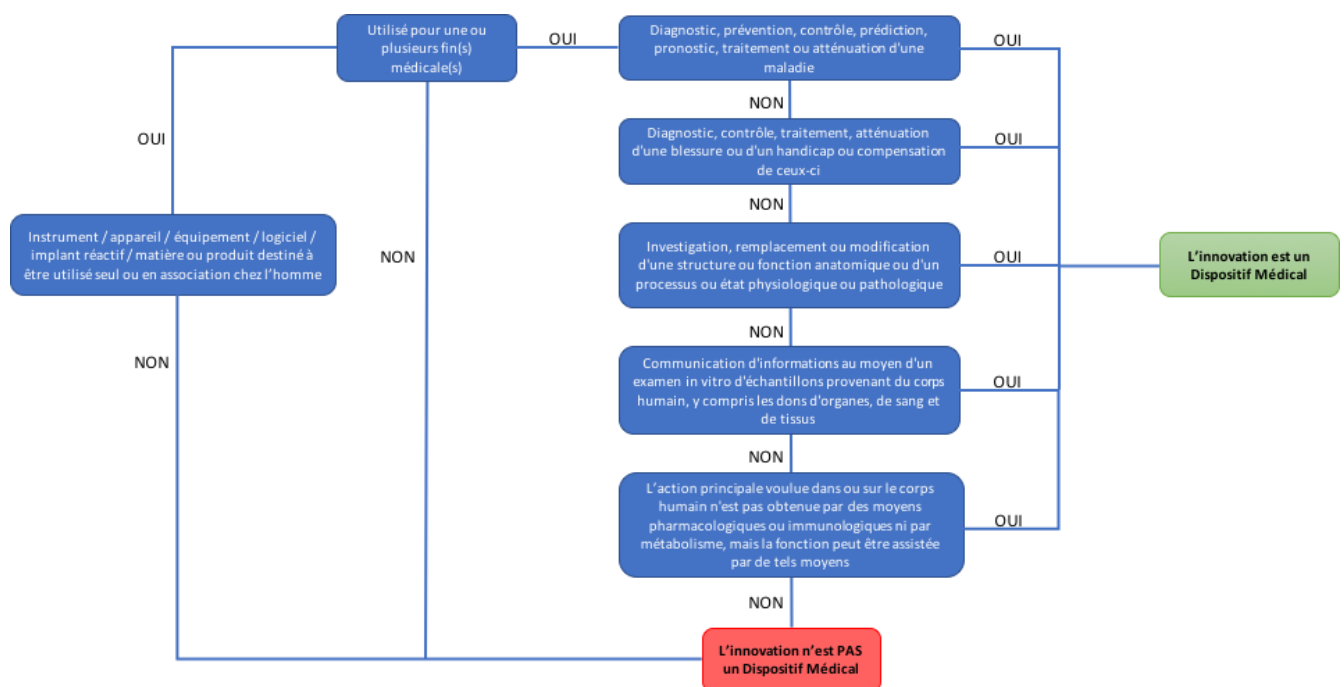 Utilisé pour une ou
plusieurs fin(s)
médicale(s)
OUI
Diagnostic, prévention, contrôle, prédiction,
pronostic, traitement ou atténuation d'une
maladie
OUI
NON
OUI
Diagnostic, contrôle, traitement, atténuation
d'une blessure ou d'un handicap ou compensation
de ceux-ci
OUI
NON
Instrument / appareil / équipement / logiciel /
implant réactif / matière ou produit destiné à
être utilisé seul ou en association chez l'homme
NON
Investigation, remplacement ou modification
d'une structure ou fonction anatomique ou d'un
processus ou état physiologique ou pathologique
OUI
L'innovation est un
Dispositif Médical
NON
NON
Communication d'informations au moyen d'un
examen in vitro d'échantillons provenant du corps
humain, y compris les dons d'organes, de sang et
de tissus
OUI
NON
L'action principale voulue dans ou sur le corps
humain n'est pas obtenue par des moyens
pharmacologiques ou immunologiques ni par
métabolisme, mais la fonction peut être assistée
par de tels moyens
OUI
NON
L'innovation n'est PAS
un Dispositif Médical